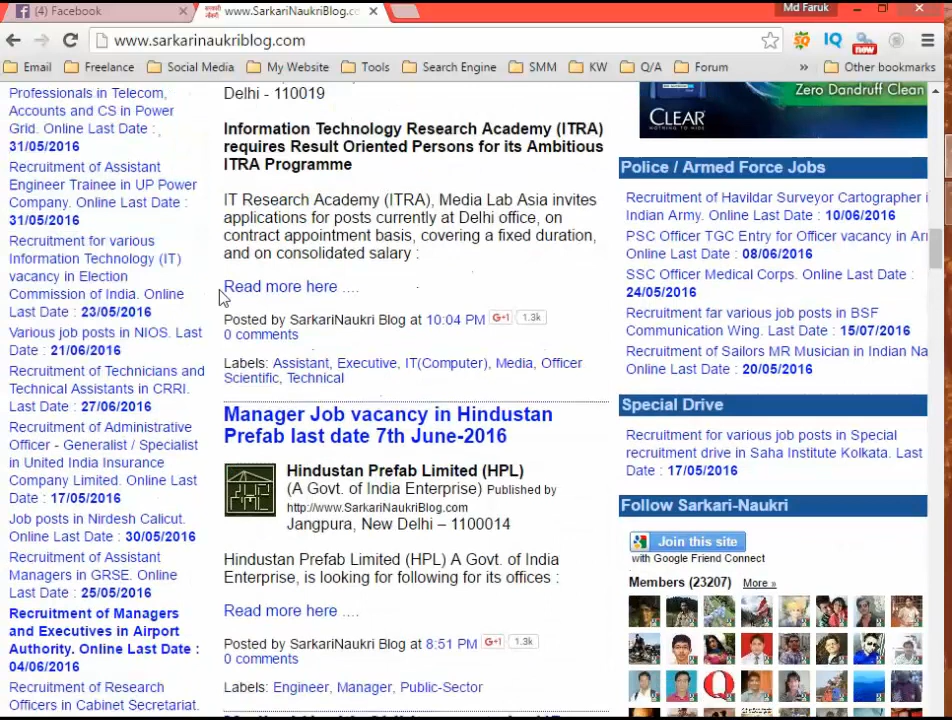 (4) Facebook
www.SarkariNaukriBlog.co
Md Faruk
www.sarkarinaukriblog.com
SQ
IQ
new
Email
Freelance
Social Media
My Website
Tools
Search Engine
SMM
KW
Q/A
Forum
»
Other bookmarks
Professionals in Telecom,
Accounts and CS in Power
Grid. Online Last Date :
31/05/2016
Recruitment of Assistant
Engineer Trainee in UP Power
Company. Online Last Date :
31/05/2016
Recruitment for various
Information Technology (IT)
vacancy in Election
Commission of India. Online
Last Date : 23/05/2016
Various job posts in NIOS. Last
Date : 21/06/2016
Recruitment of Technicians and
Technical Assistants in CRRI.
Last Date : 27/06/2016
Recruitment of Administrative
Officer - Generalist / Specialist
in United India Insurance
Company Limited. Online Last
Date : 17/05/2016
Job posts in Nirdesh Calicut.
Online Last Date : 30/05/2016
Recruitment of Assistant
Managers in GRSE. Online
Last Date : 25/05/2016
Recruitment of Managers
and Executives in Airport
Authority. Online Last Date :
04/06/2016
Recruitment of Research
Officers in Cabinet Secretariat.
Delhi - 110019
Information Technology Research Academy (ITRA)
requires Result Oriented Persons for its Ambitious
ITRA Programme
IT Research Academy (ITRA), Media Lab Asia invites
applications for posts currently at Delhi office, on
contract appointment basis, covering a fixed duration,
and on consolidated salary :
Read more here ....
Posted by SarkariNaukri Blog at 10:04 PM G+1 1.3k
0 comments
Labels: Assistant, Executive, IT(Computer), Media, Officer
Scientific, Technical
Manager Job vacancy in Hindustan
Prefab last date 7th June-2016
Hindustan Prefab Limited (HPL)
(A Govt. of India Enterprise) Published by
http://www.SarkariNaukriBlog.com
Jangpura, New Delhi – 1100014
Hindustan Prefab Limited (HPL) A Govt. of India
Enterprise, is looking for following for its offices :
Read more here ....
Posted by SarkariNaukri Blog at 8:51 PM G+1 1.3k
0 comments
Labels: Engineer, Manager, Public-Sector
Zero Dandruff Clean
CLEAR
Police / Armed Force Jobs
Recruitment of Havildar Surveyor Cartographer i
Indian Army. Online Last Date : 10/06/2016
PSC Officer TGC Entry for Officer vacancy in Arr
Online Last Date : 08/06/2016
SSC Officer Medical Corps. Online Last Date :
24/05/2016
Recruitment far various job posts in BSF
Communication Wing. Last Date : 15/07/2016
Recruitment of Sailors MR Musician in Indian Na
Online Last Date : 20/05/2016
Special Drive
Recruitment for various job posts in Special
recruitment drive in Saha Institute Kolkata. Last
Date : 17/05/2016
Follow Sarkari-Naukri
Join this site
with Google Friend Connect
Members (23207) More »